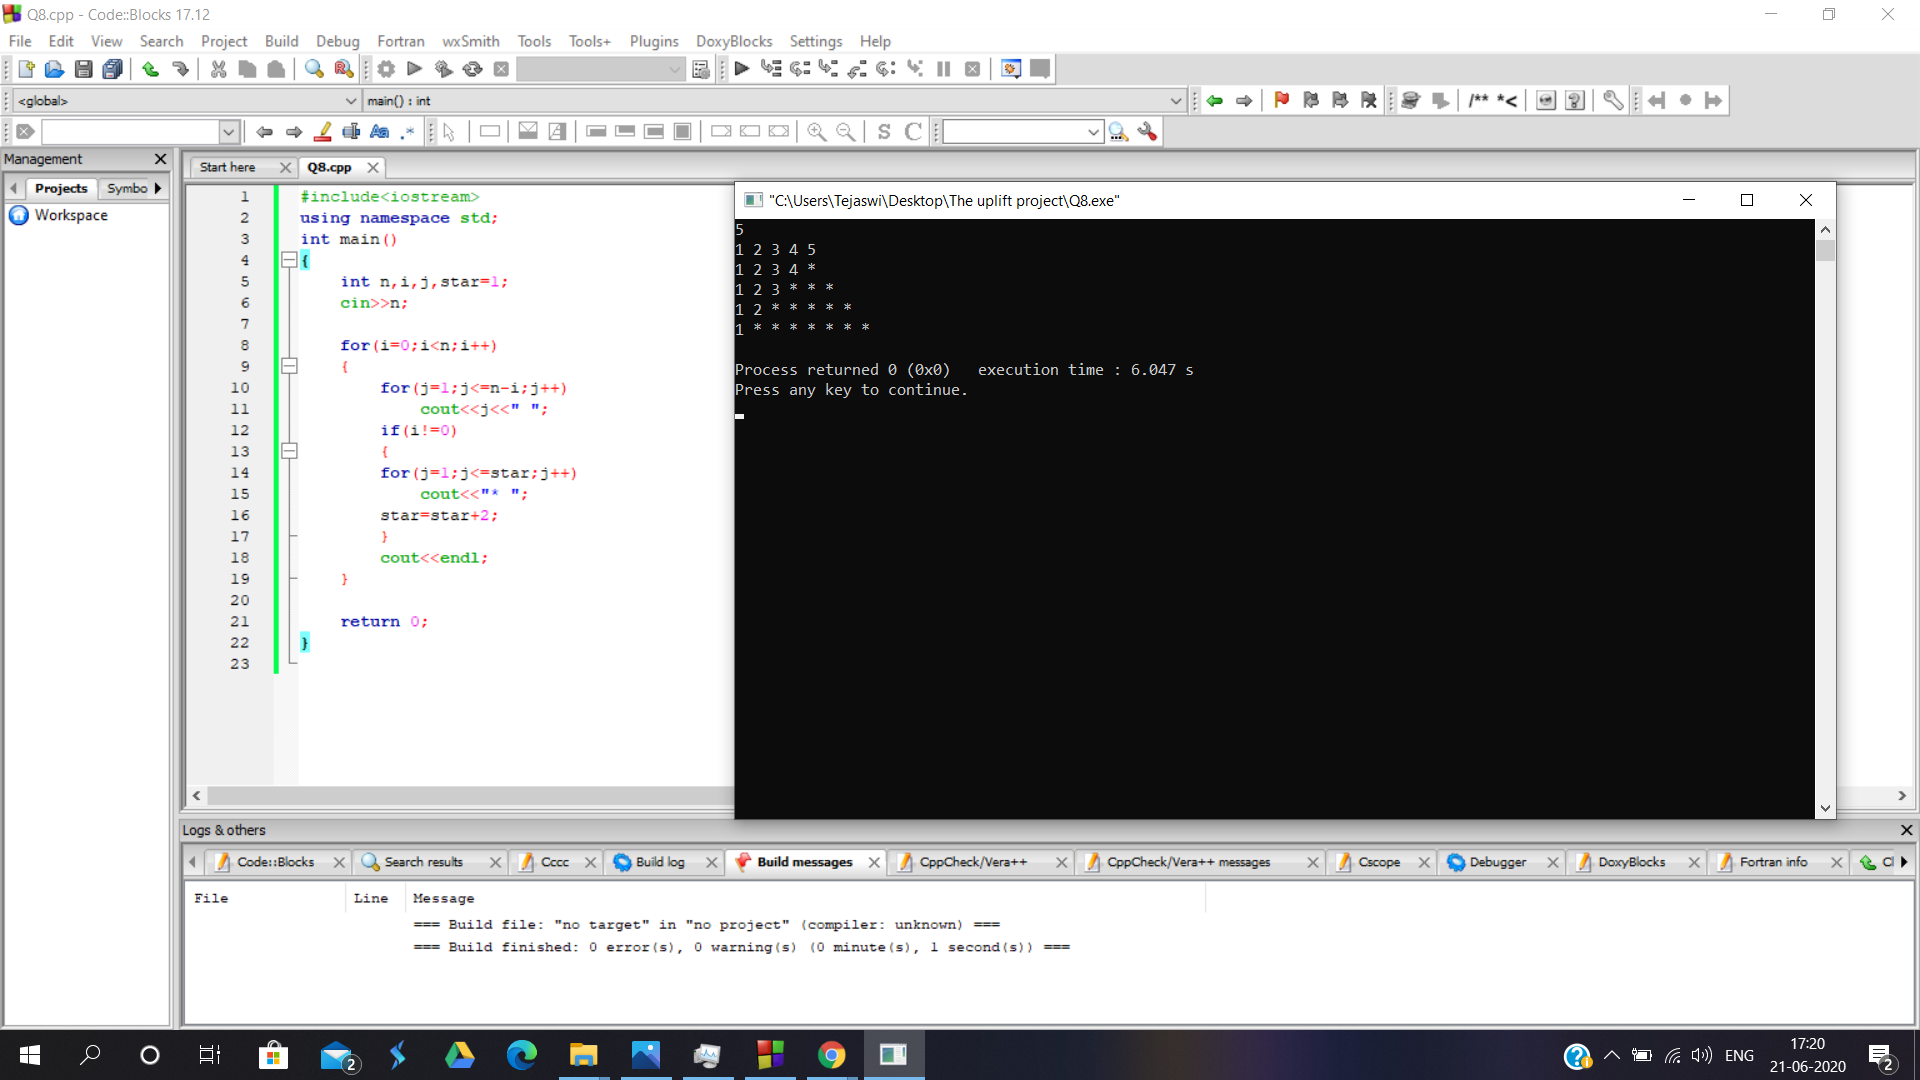 Q8.cpp - Code::Blocks 17.12
File Edit View Search Project Build Debug Fortran wxSmith Tools Tools+ Plugins DoxyBlocks Settings Help
<global> main() : int
/** *<
Aa .* S C
Management
Projects Symbo
Workspace
Start here Q8.cpp
1 #include<iostream>
2 using namespace std;
3 int main()
4 {
5 int n,i,j,star=1;
6 cin>>n;
7
8 for(i=0;i<n;i++)
9 {
10 for(j=1;j<=n-i;j++)
11 cout<<j<<" ";
12 if(i!=0)
13 {
14 for(j=1;j<=star;j++)
15 cout<<"* ";
16 star=star+2;
17 }
18 cout<<endl;
19 }
20
21 return 0;
22 }
23
"C:\Users\Tejaswi\Desktop\The uplift project\Q8.exe"
5
1 2 3 4 5
1 2 3 4 *
1 2 3 * * *
1 2 * * * * *
1 * * * * * * *
Process returned 0 (0x0) execution time : 6.047 s
Press any key to continue.
Logs & others
Code::Blocks Search results Cccc Build log Build messages CppCheck/Vera++ CppCheck/Vera++ messages Cscope Debugger DoxyBlocks Fortran info Cl
File Line Message
=== Build file: "no target" in "no project" (compiler: unknown) ===
=== Build finished: 0 error(s), 0 warning(s) (0 minute(s), 1 second(s)) ===
2
ENG
17:20
21-06-2020
2